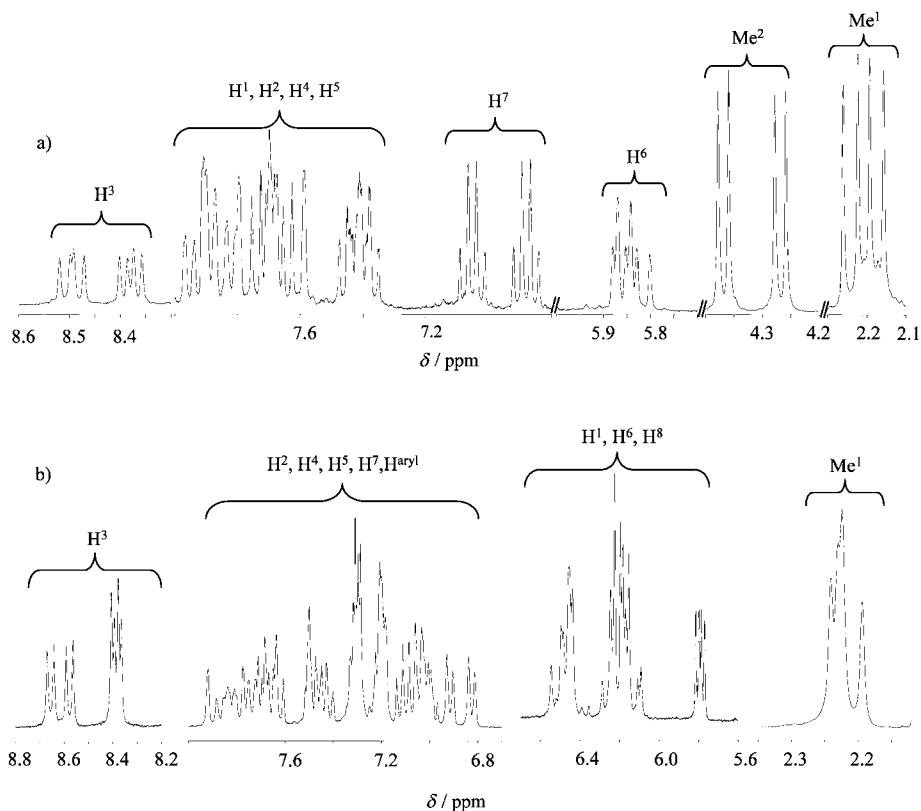 Me²
Me¹
H¹, H², H⁴, H⁵
H⁷
a)
H⁶
H³
8.6 8.5 8.4 7.6 7.2 5.9 5.8 4.3 4.2 2.2 2.1
δ / ppm
H¹, H⁶, H⁸
b)
H², H⁴, H⁵, H⁷,Hᵃʳʸˡ
Me¹
H³
8.8 8.6 8.4 8.2 7.6 7.2 6.8 6.4 6.0 5.6 2.3 2.2
δ / ppm